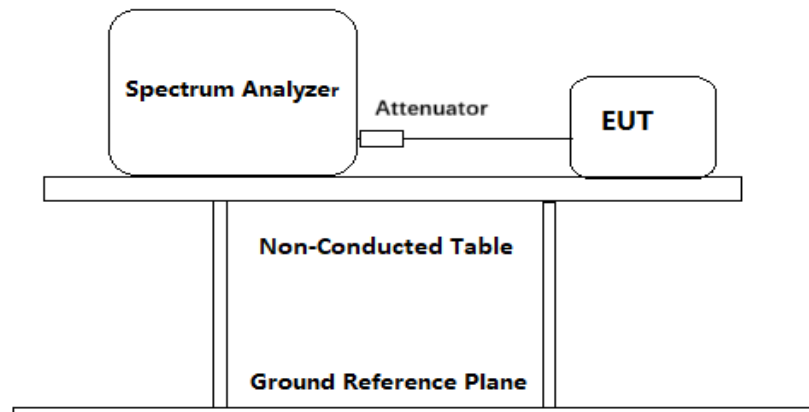 Spectrum Analyzer
Attenuator
EUT
Non-Conducted Table
Ground Reference Plane